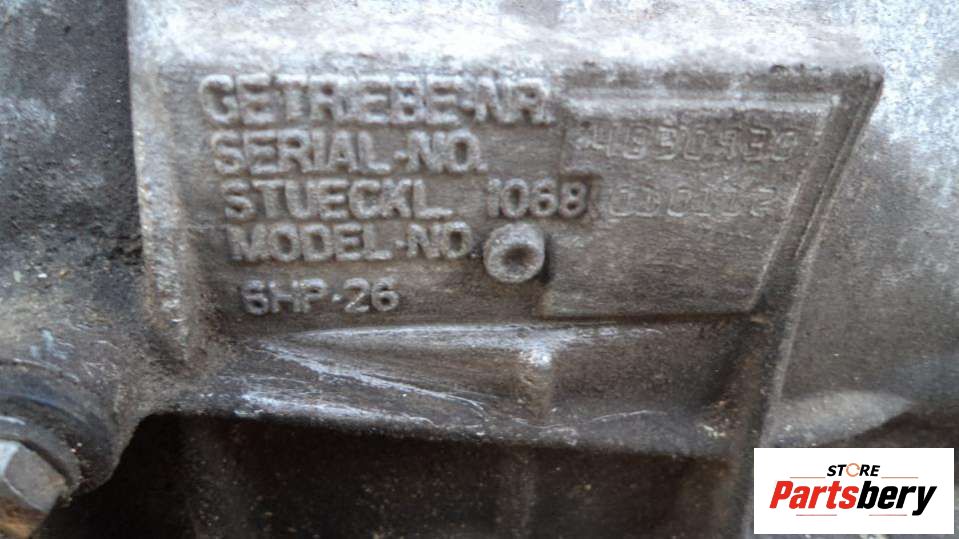 GETRIEBE-NR.
SERIAL-NO.
STUECKL. 1068
MODEL-NO.
6HP-26
STORE
Partsbery